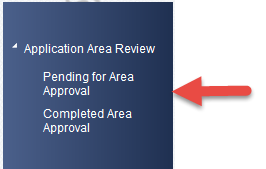 Application Area Review
Pending for Area
Approval
Completed Area
Approval